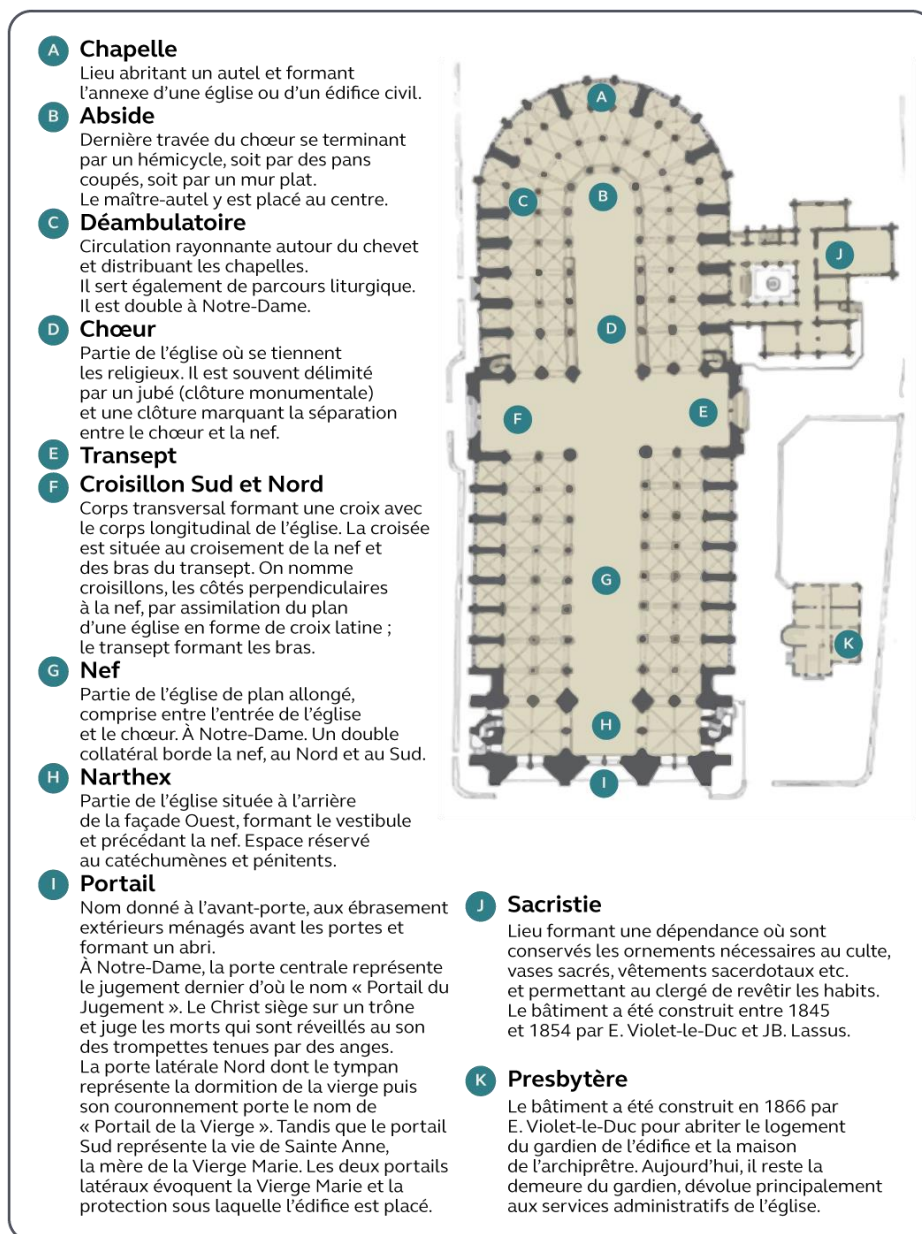 A Chapelle
Lieu abritant un autel et formant
l'annexe d'une église ou d'un édifice civil.
B Abside
Dernière travée du chœur se terminant
par un hémicycle, soit par des pans
coupés, soit par un mur plat.
Le maître-autel y est placé au centre.
C Déambulatoire
Circulation rayonnante autour du chevet
et distribuant les chapelles.
Il sert également de parcours liturgique.
Il est double à Notre-Dame.
D Chœur
Partie de l'église où se tiennent
les religieux. Il est souvent délimité
par un jubé (clôture monumentale)
et une clôture marquant la séparation
entre le chœur et la nef.
E Transept
F Croisillon Sud et Nord
Corps transversal formant une croix avec
le corps longitudinal de l'église. La croisée
est située au croisement de la nef et
des bras du transept. On nomme
croisillons, les côtés perpendiculaires
à la nef, par assimilation du plan
d'une église en forme de croix latine ;
le transept formant les bras.
G Nef
Partie de l'église de plan allongé,
comprise entre l'entrée de l'église
et le chœur. À Notre-Dame. Un double
collatéral borde la nef, au Nord et au Sud.
H Narthex
Partie de l'église située à l'arrière
de la façade Ouest, formant le vestibule
et précédant la nef. Espace réservé
au catéchumènes et pénitents.
I Portail
Nom donné à l'avant-porte, aux ébrasement
extérieurs ménagés avant les portes et
formant un abri.
À Notre-Dame, la porte centrale représente
le jugement dernier d'où le nom « Portail du
Jugement ». Le Christ siège sur un trône
et juge les morts qui sont réveillés au son
des trompettes tenues par des anges.
La porte latérale Nord dont le tympan
représente la dormition de la vierge puis
son couronnement porte le nom de
« Portail de la Vierge ». Tandis que le portail
Sud représente la vie de Sainte Anne,
la mère de la Vierge Marie. Les deux portails
latéraux évoquent la Vierge Marie et la
protection sous laquelle l'édifice est placé.
A
B
C
J
D
F
E
G
K
H
I
J Sacristie
Lieu formant une dépendance où sont
conservés les ornements nécessaires au culte,
vases sacrés, vêtements sacerdotaux etc.
et permettant au clergé de revêtir les habits.
Le bâtiment a été construit entre 1845
et 1854 par E. Violet-le-Duc et JB. Lassus.
K Presbytère
Le bâtiment a été construit en 1866 par
E. Violet-le-Duc pour abriter le logement
du gardien de l'édifice et la maison
de l'archiprêtre. Aujourd'hui, il reste la
demeure du gardien, dévolue principalement
aux services administratifs de l'église.